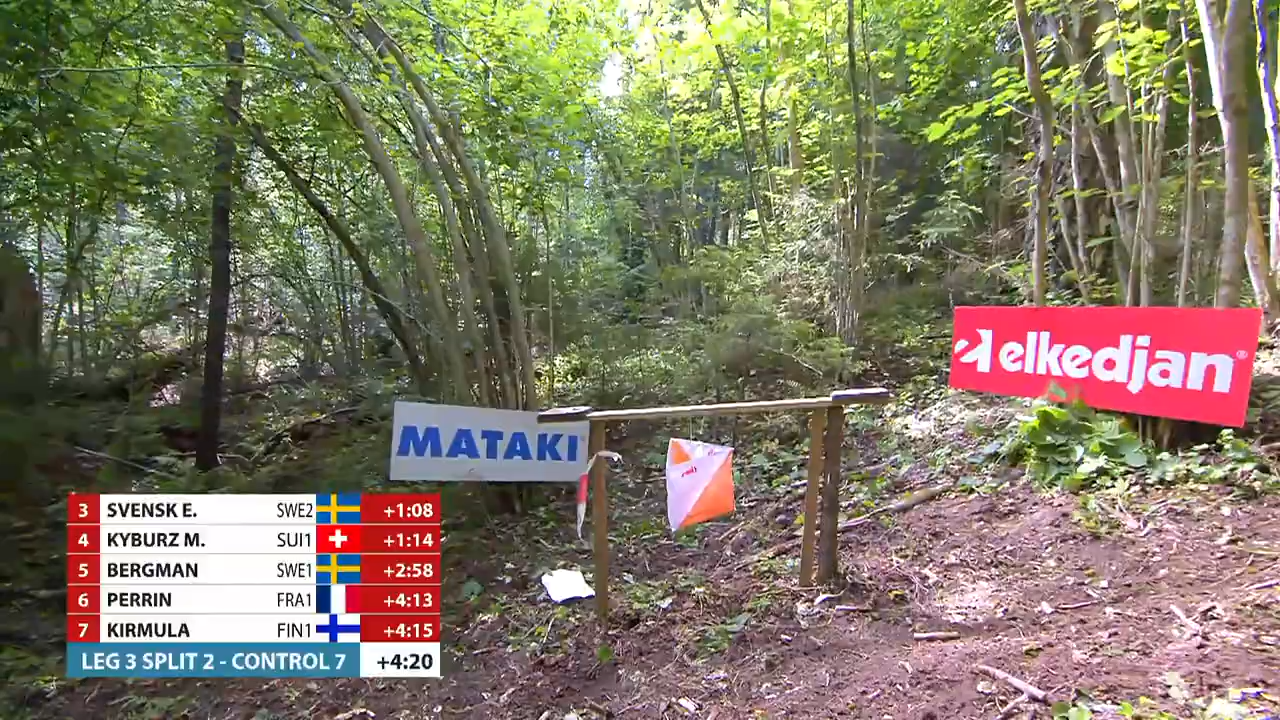 elkedjan®
MATAKI
3 SVENSK E. SWE2 +1:08
4 KYBURZ M. SUI1 +1:14
5 BERGMAN SWE1 +2:58
6 PERRIN FRA1 +4:13
7 KIRMULA FIN1 +4:15
LEG 3 SPLIT 2 - CONTROL 7 +4:20